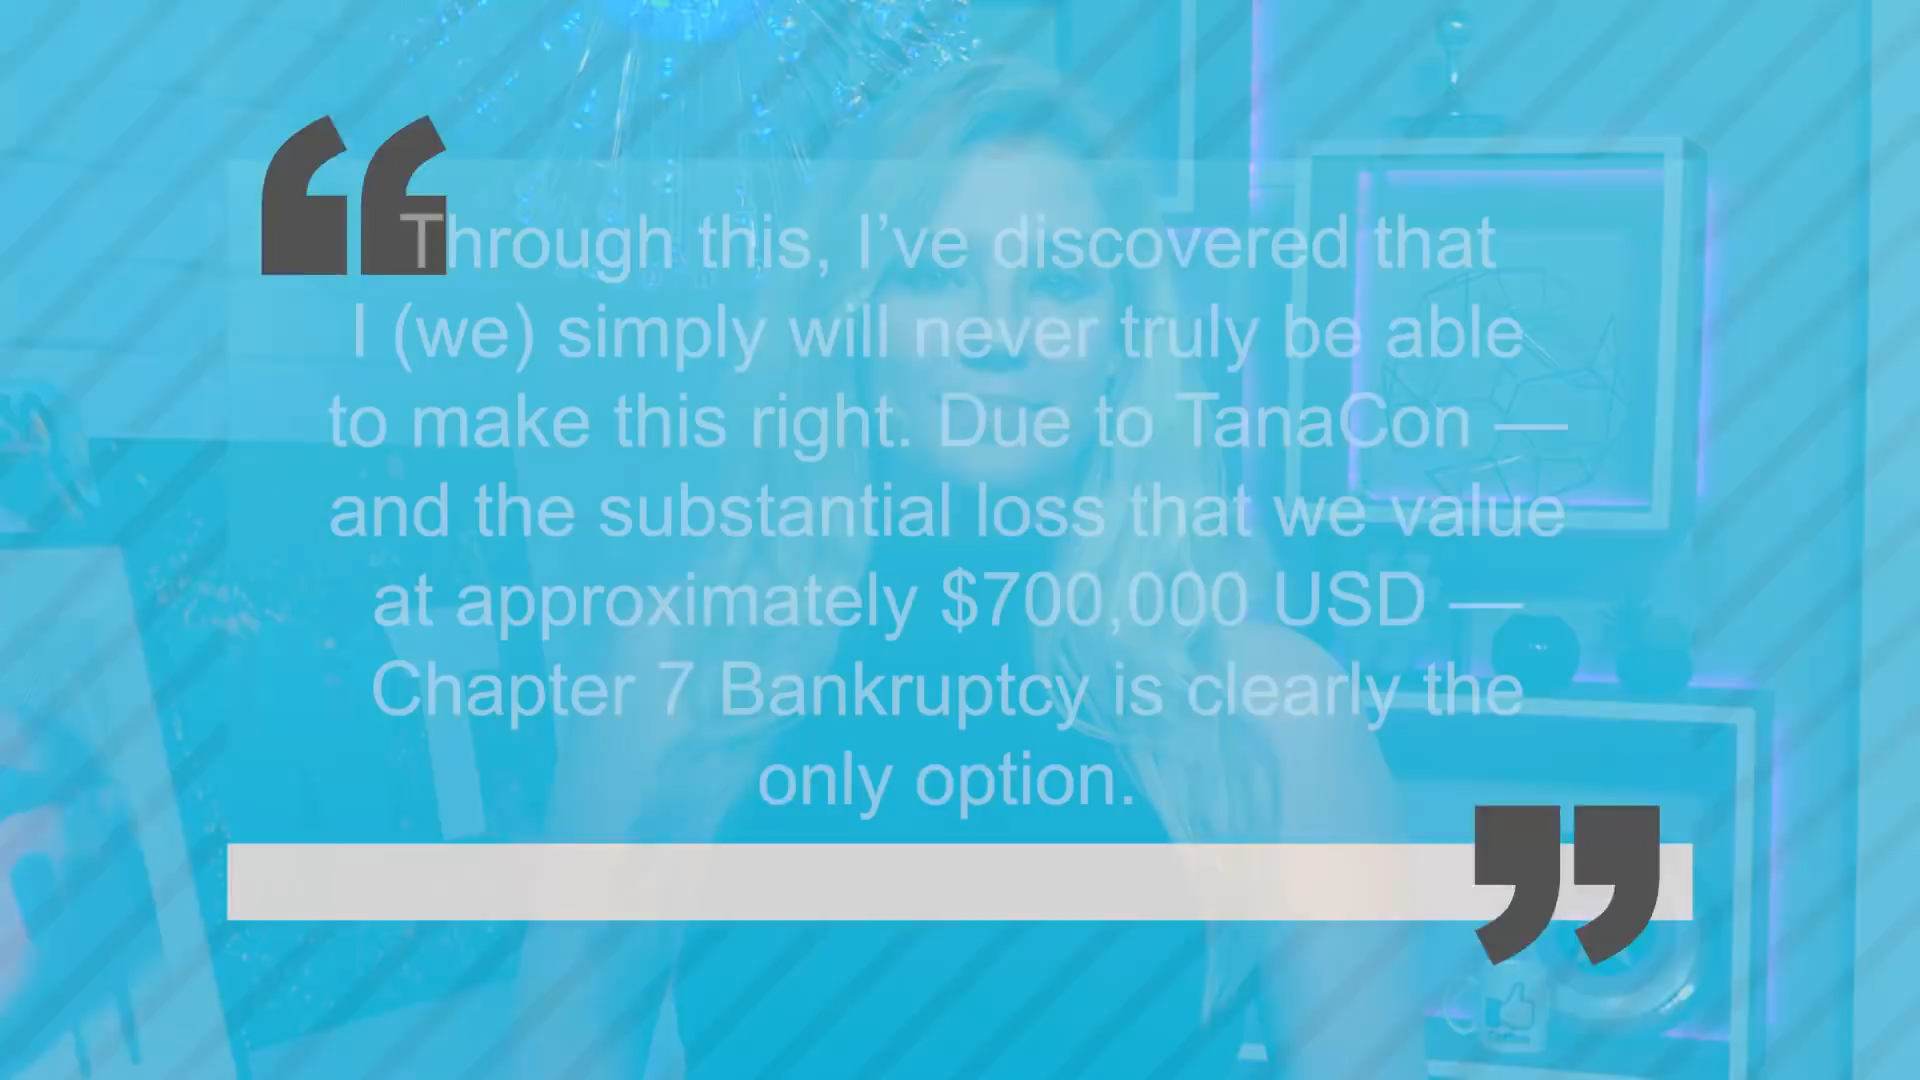 Through this, I’ve discovered that
I (we) simply will never truly be able
to make this right. Due to TanaCon —
and the substantial loss that we value
at approximately $700,000 USD —
Chapter 7 Bankruptcy is clearly the
only option.